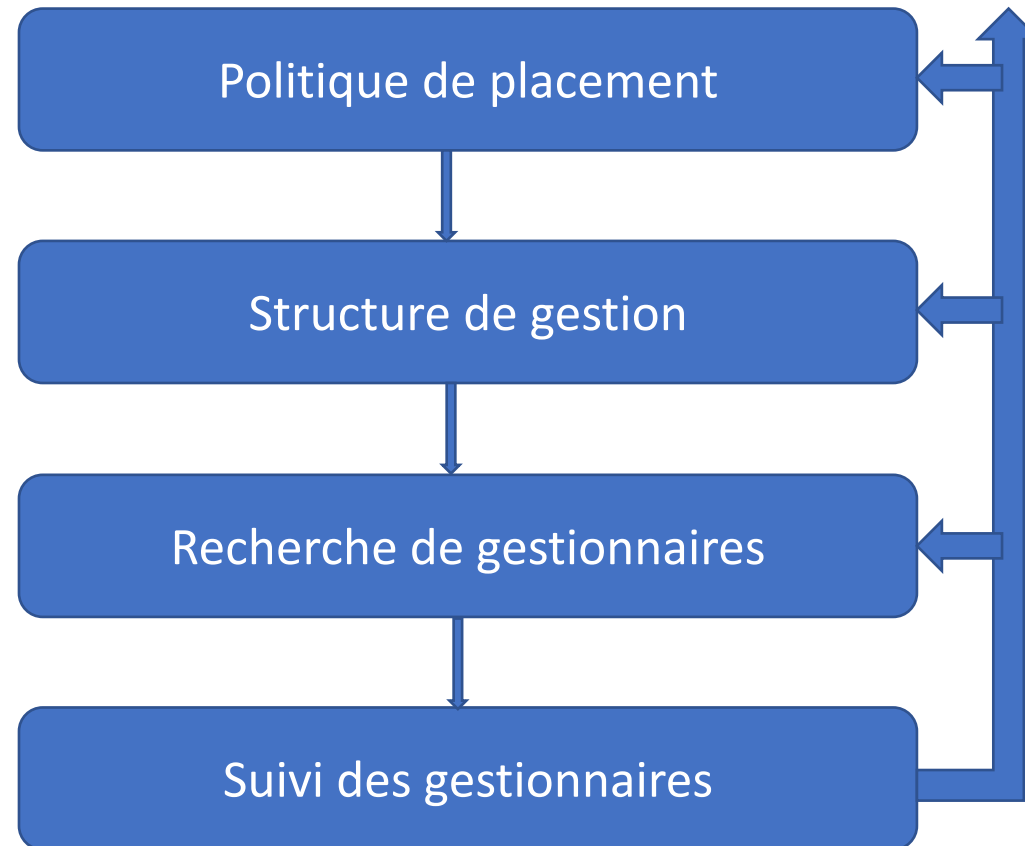 Politique de placement
Structure de gestion
Recherche de gestionnaires
Suivi des gestionnaires